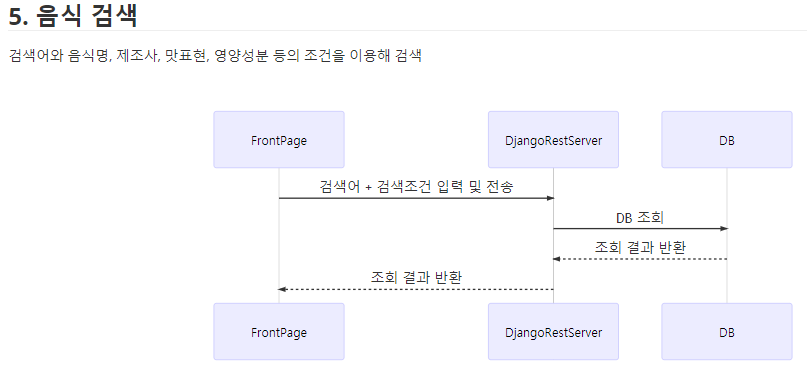 5. 음식 검색
검색어와 음식명, 제조사, 맛표현, 영양성분 등의 조건을 이용해 검색
FrontPage DjangoRestServer DB
검색어 + 검색조건 입력 및 전송
DB 조회
조회 결과 반환
조회 결과 반환
FrontPage DjangoRestServer DB